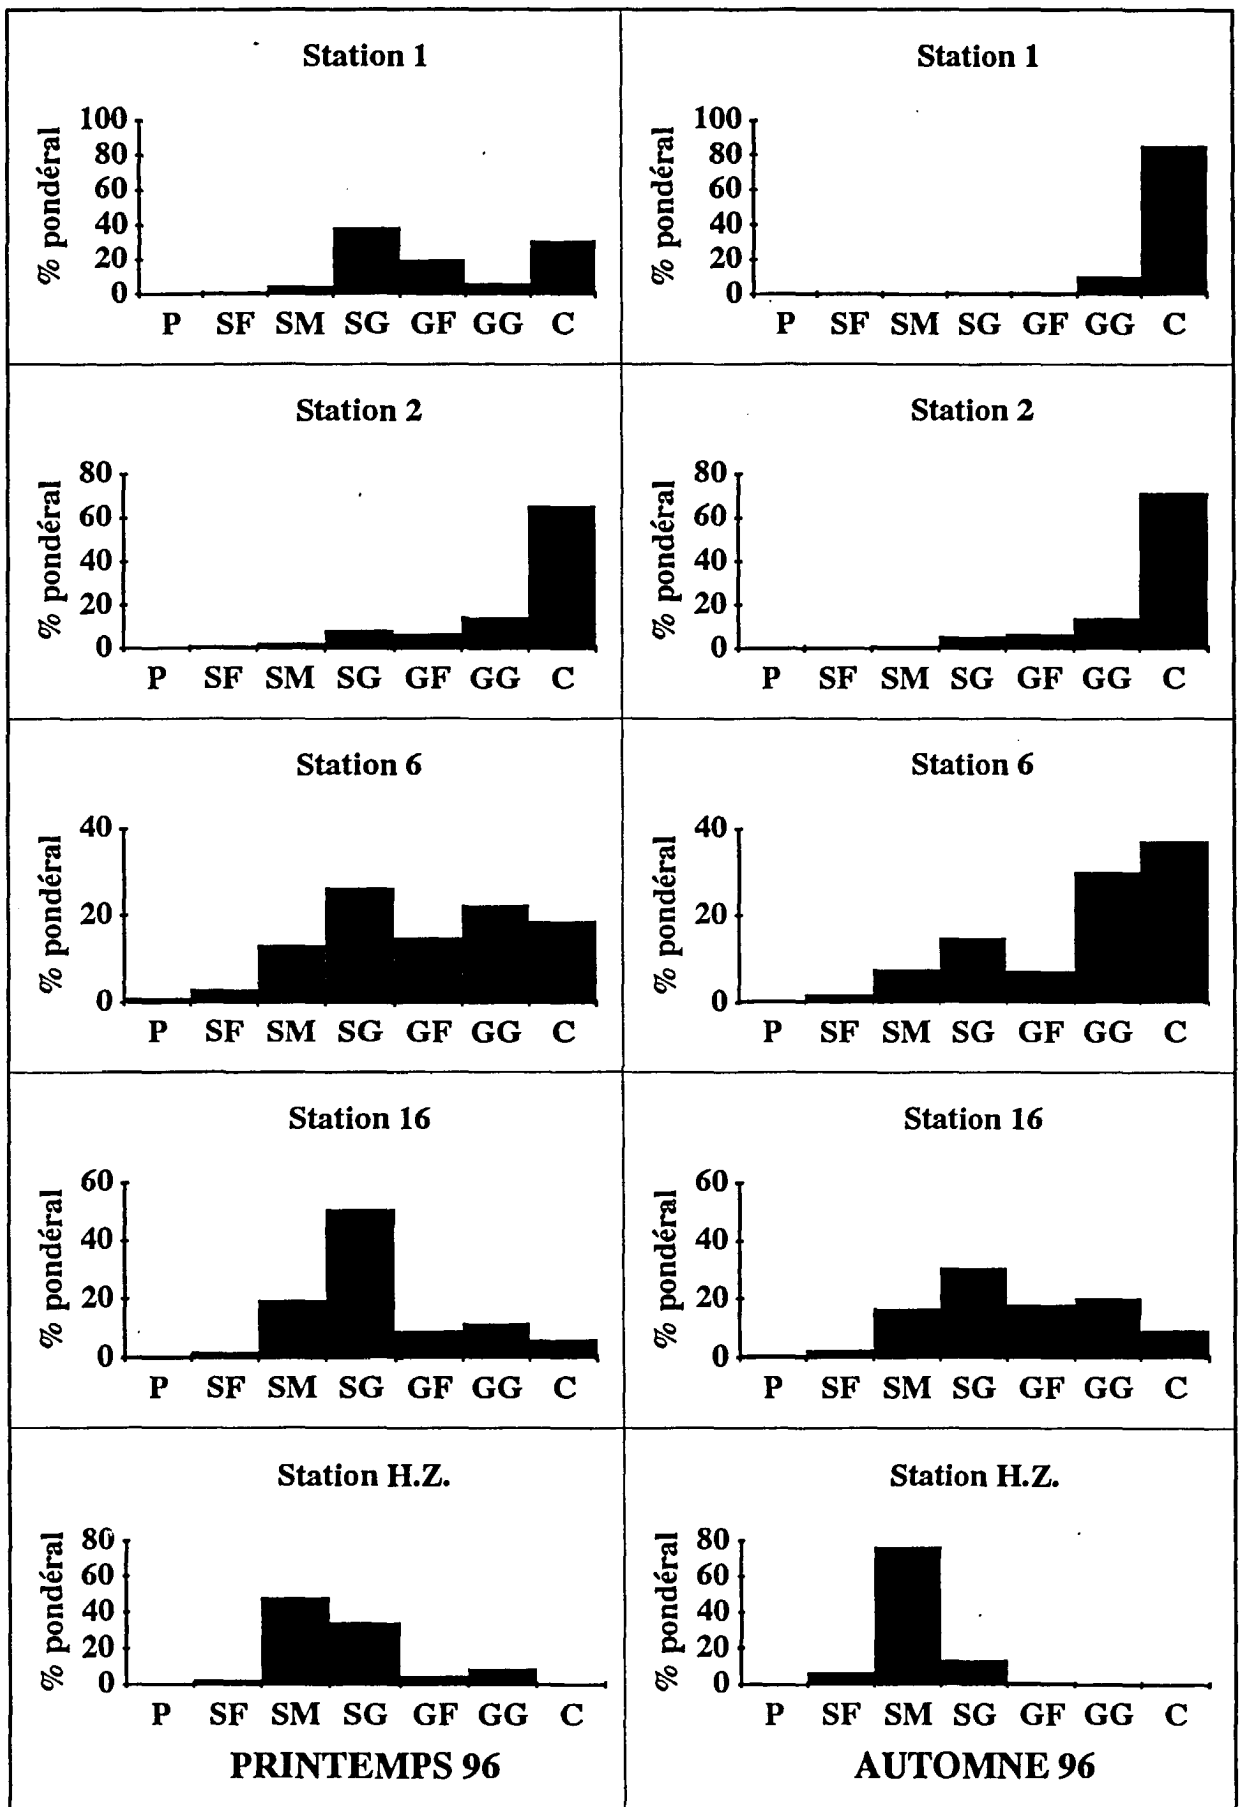 Station 1
% pondéral
100
80
60
40
20
0
P SF SM SG GF GG C
Station 1
% pondéral
100
80
60
40
20
0
P SF SM SG GF GG C
Station 2
% pondéral
80
60
40
20
0
P SF SM SG GF GG C
Station 2
% pondéral
80
60
40
20
0
P SF SM SG GF GG C
Station 6
% pondéral
40
20
0
P SF SM SG GF GG C
Station 6
% pondéral
40
20
0
P SF SM SG GF GG C
Station 16
% pondéral
60
40
20
0
P SF SM SG GF GG C
Station 16
% pondéral
60
40
20
0
P SF SM SG GF GG C
Station H.Z.
% pondéral
80
60
40
20
0
P SF SM SG GF GG C
PRINTEMPS 96
Station H.Z.
% pondéral
80
60
40
20
0
P SF SM SG GF GG C
AUTOMNE 96